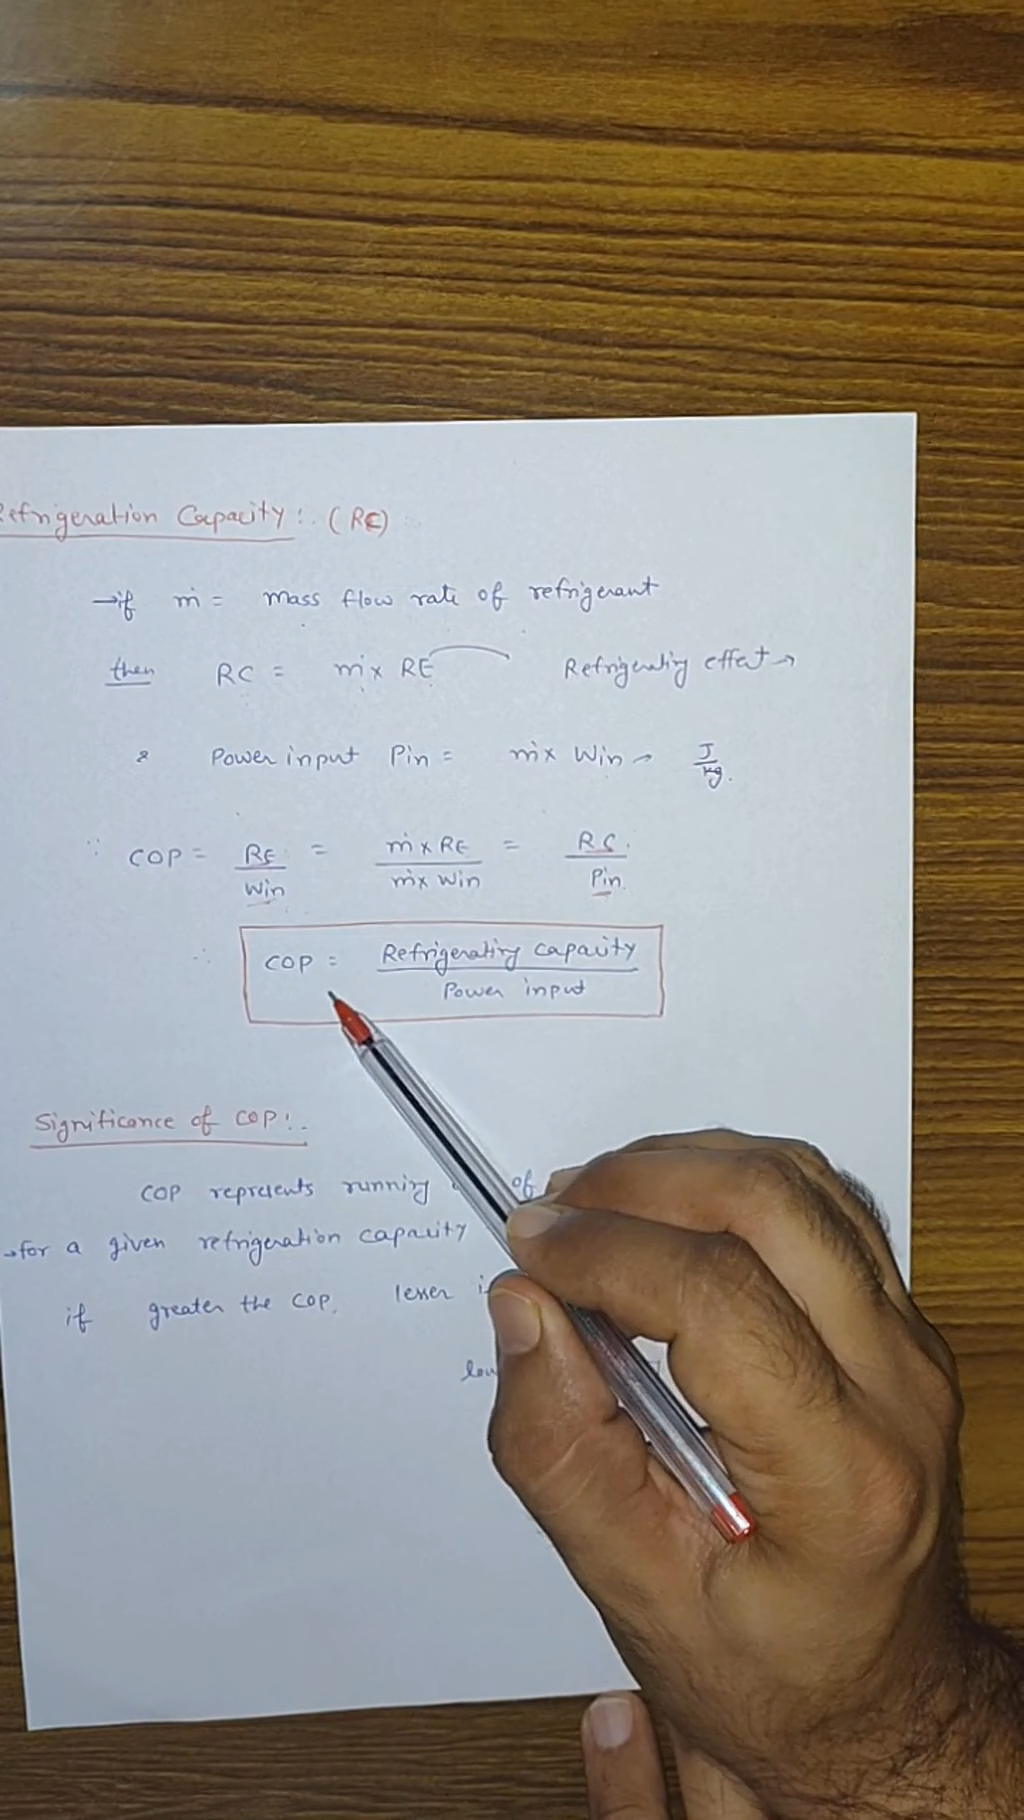 Refrigeration Capacity:. (RC)
→ if ṁ = mass flow rate of refrigerant
then RC = ṁ x RE Refrigerating effect →
& Power input Pin = ṁ x Win → J/kg.
∵ COP = RE/Win = ṁ x RE/ṁ x Win = RC/Pin
∴ COP = Refrigerating capacity/Power input
Significance of COP:.
COP represents running of
→ for a given refrigeration capacity
if greater the COP, lesser